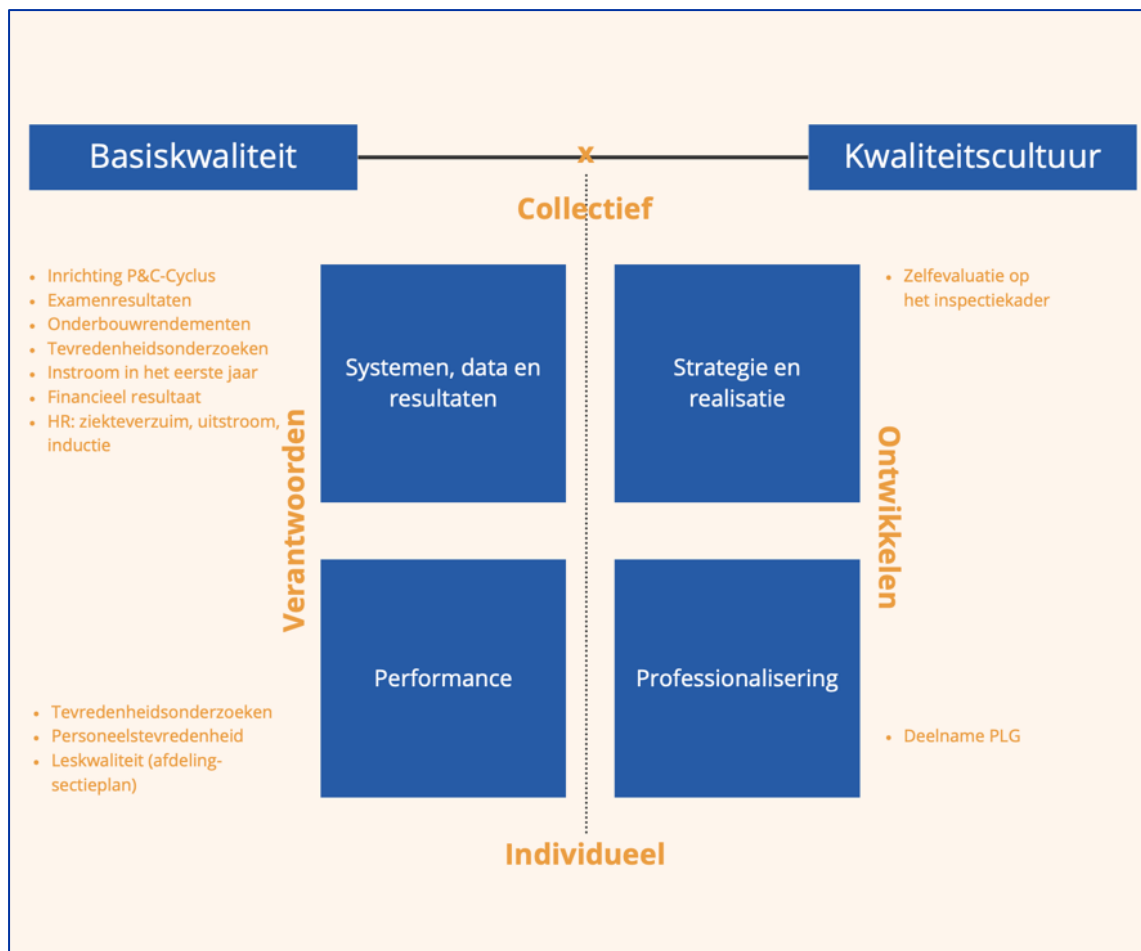 Basiskwaliteit
x
Kwaliteitscultuur
Collectief
• Inrichting P&C-Cyclus
• Examenresultaten
• Onderbouwrendementen
• Tevredenheidsonderzoeken
• Instroom in het eerste jaar
• Financieel resultaat
• HR: ziekteverzuim, uitstroom,
inductie
Verantwoorden
Systemen, data en
resultaten
Strategie en
realisatie
• Zelfevaluatie op
het inspectiekader
Ontwikkelen
• Tevredenheidsonderzoeken
• Personeelstevredenheid
• Leskwaliteit (afdeling-
sectieplan)
Performance
Professionalisering
• Deelname PLG
Individueel